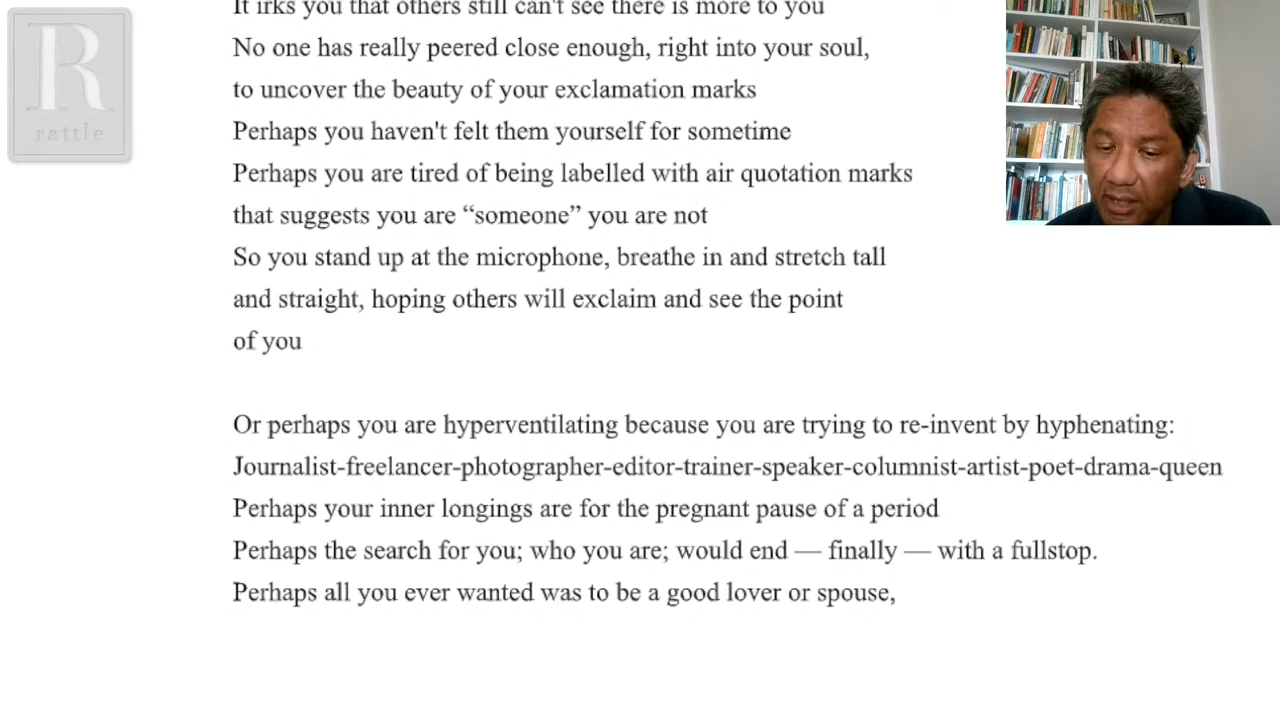 R
rattle
It irks you that others still can't see there is more to you
No one has really peered close enough, right into your soul,
to uncover the beauty of your exclamation marks
Perhaps you haven't felt them yourself for sometime
Perhaps you are tired of being labelled with air quotation marks
that suggests you are “someone” you are not
So you stand up at the microphone, breathe in and stretch tall
and straight, hoping others will exclaim and see the point
of you
Or perhaps you are hyperventilating because you are trying to re-invent by hyphenating:
Journalist-freelancer-photographer-editor-trainer-speaker-columnist-artist-poet-drama-queen
Perhaps your inner longings are for the pregnant pause of a period
Perhaps the search for you; who you are; would end — finally — with a fullstop.
Perhaps all you ever wanted was to be a good lover or spouse,